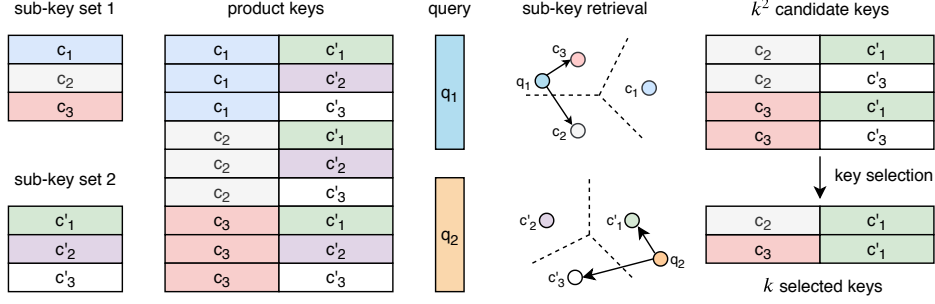 sub-key set 1
c1
c2
c3
sub-key set 2
c'1
c'2
c'3
product keys
c1 c'1
c1 c'2
c1 c'3
c2 c'1
c2 c'2
c2 c'3
c3 c'1
c3 c'2
c3 c'3
query
q1
q2
sub-key retrieval
c3
q1
c1
c2
c'2
c'1
q2
c'3
k² candidate keys
c2 c'1
c2 c'3
c3 c'1
c3 c'3
key selection
c2 c'1
c3 c'1
k selected keys